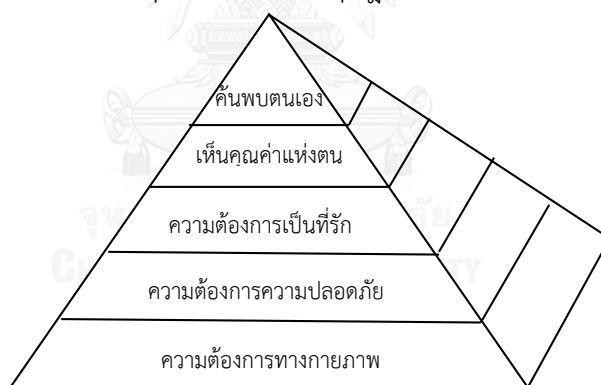 ค้นพบตนเอง
เห็นคุณค่าแห่งตน
ความต้องการเป็นที่รัก
ความต้องการความปลอดภัย
ความต้องการทางกายภาพ